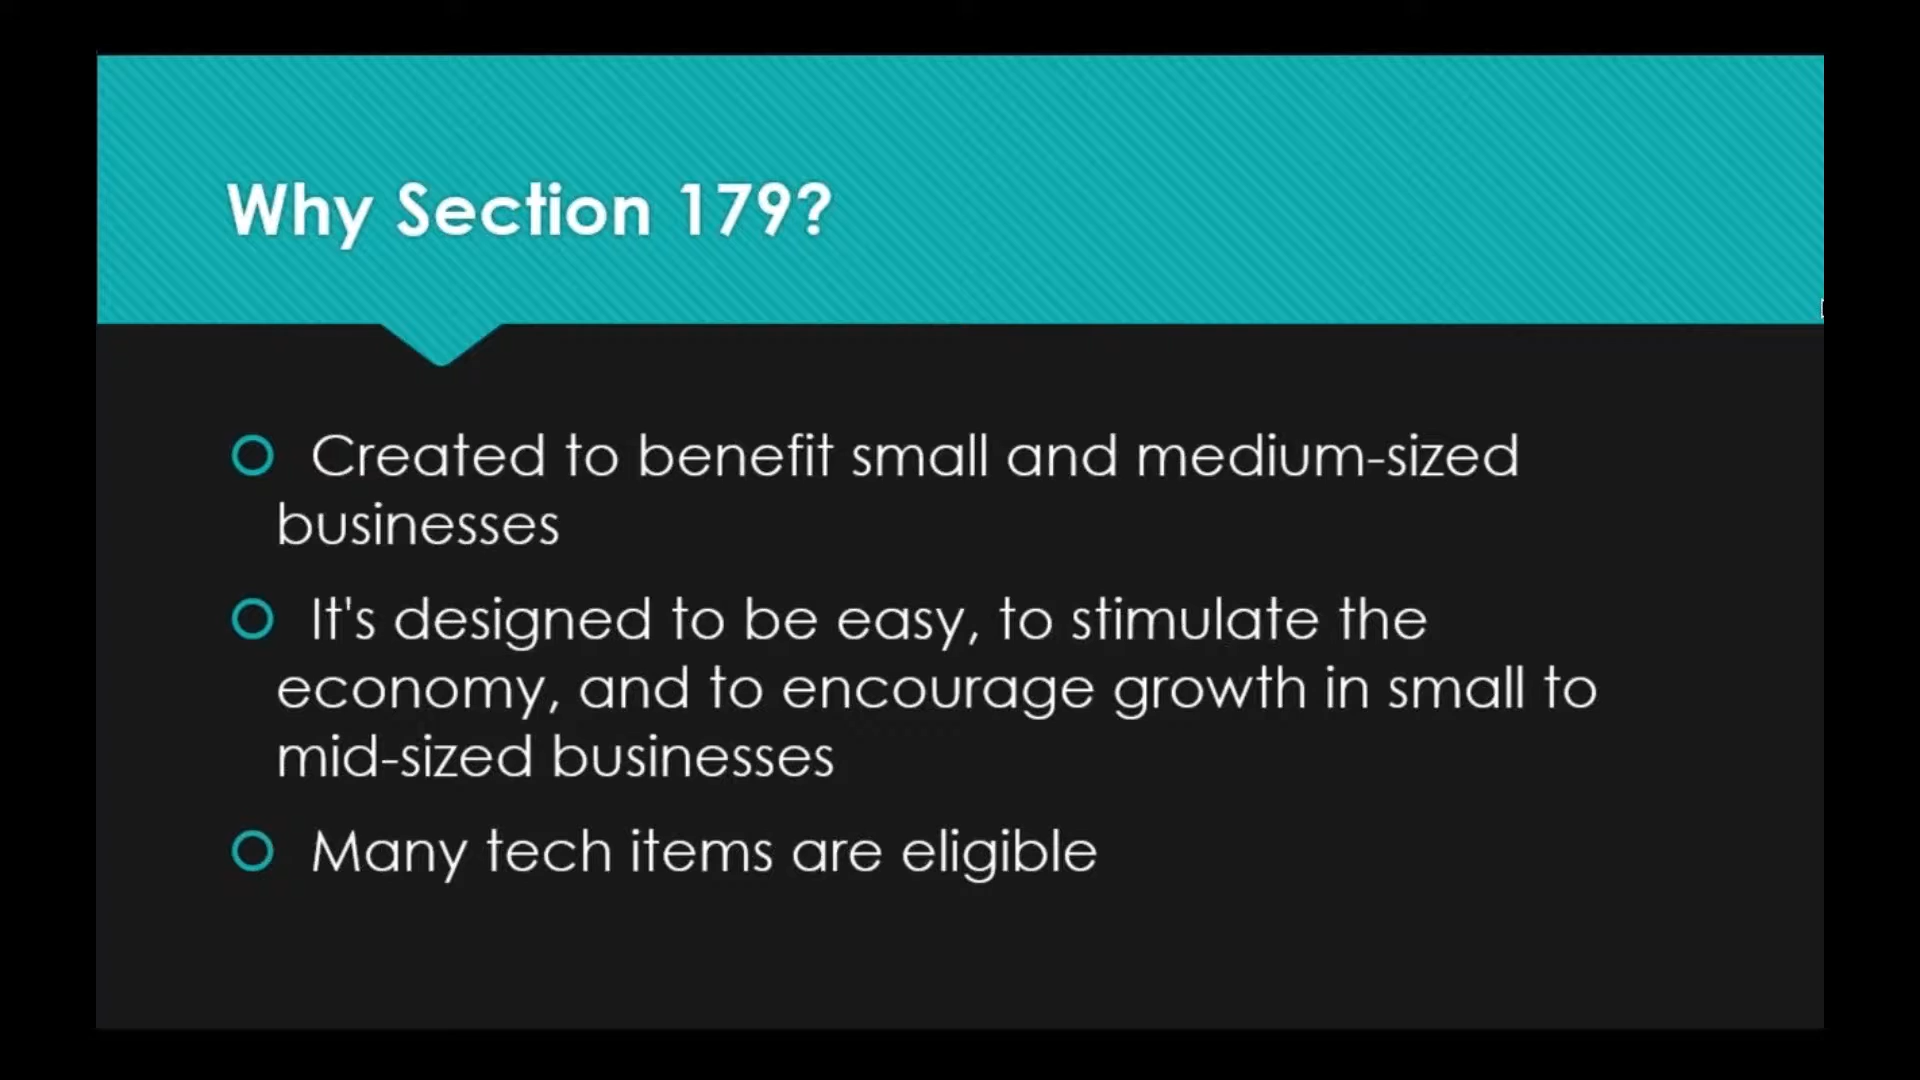 Why Section 179?
Created to benefit small and medium-sized
businesses
It's designed to be easy, to stimulate the
economy, and to encourage growth in small to
mid-sized businesses
Many tech items are eligible